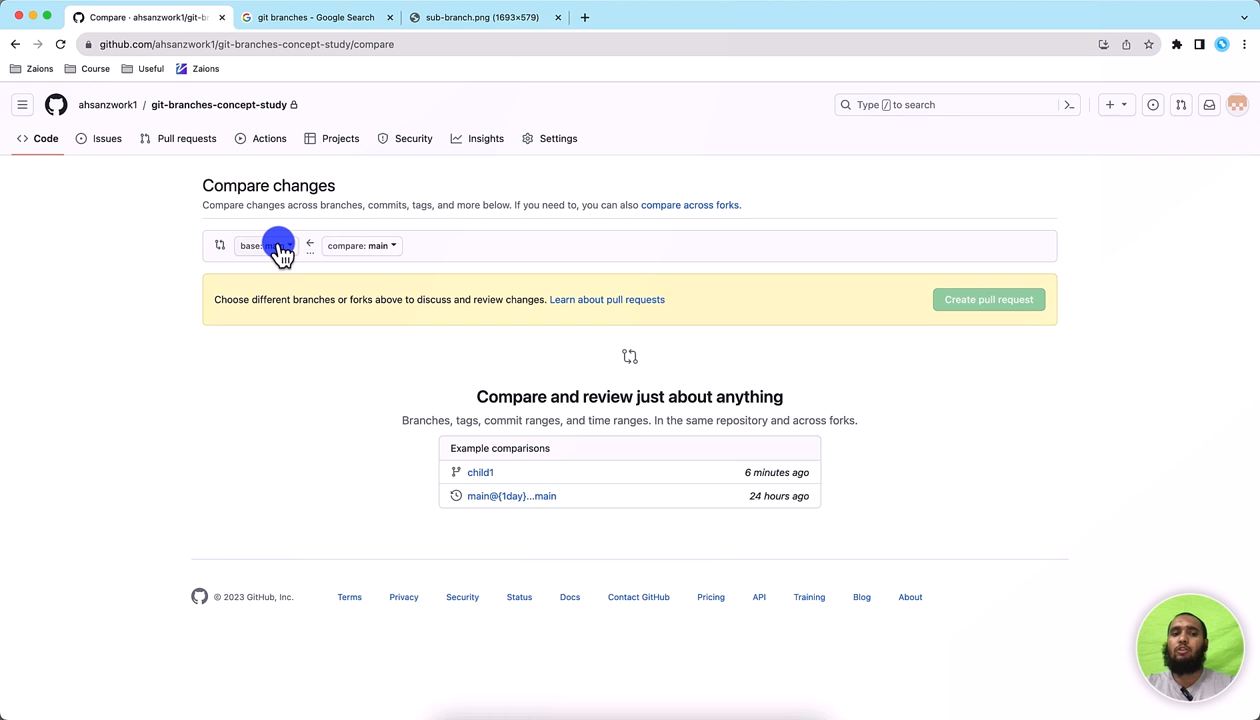 Compare · ahsanzwork1/git-br
git branches - Google Search
sub-branch.png (1693×579)
github.com/ahsanzwork1/git-branches-concept-study/compare
Zaions
Course
Useful
Zaions
ahsanzwork1 / git-branches-concept-study
Type / to search
Code
Issues
Pull requests
Actions
Projects
Security
Insights
Settings
Compare changes
Compare changes across branches, commits, tags, and more below. If you need to, you can also compare across forks.
base:
compare: main
...
Choose different branches or forks above to discuss and review changes. Learn about pull requests
Create pull request
Compare and review just about anything
Branches, tags, commit ranges, and time ranges. In the same repository and across forks.
Example comparisons
child1
6 minutes ago
main@{1day}...main
24 hours ago
© 2023 GitHub, Inc.
Terms
Privacy
Security
Status
Docs
Contact GitHub
Pricing
API
Training
Blog
About